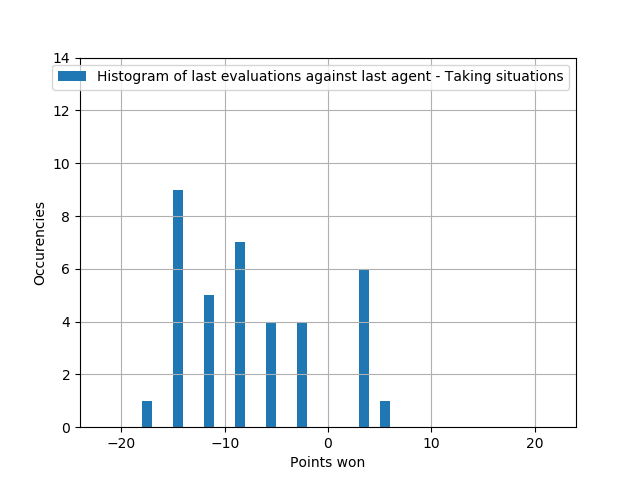 Histogram of last evaluations against last agent - Taking situations
14
12
10
8
6
4
2
0
Occurencies
−20 −10 0 10 20
Points won